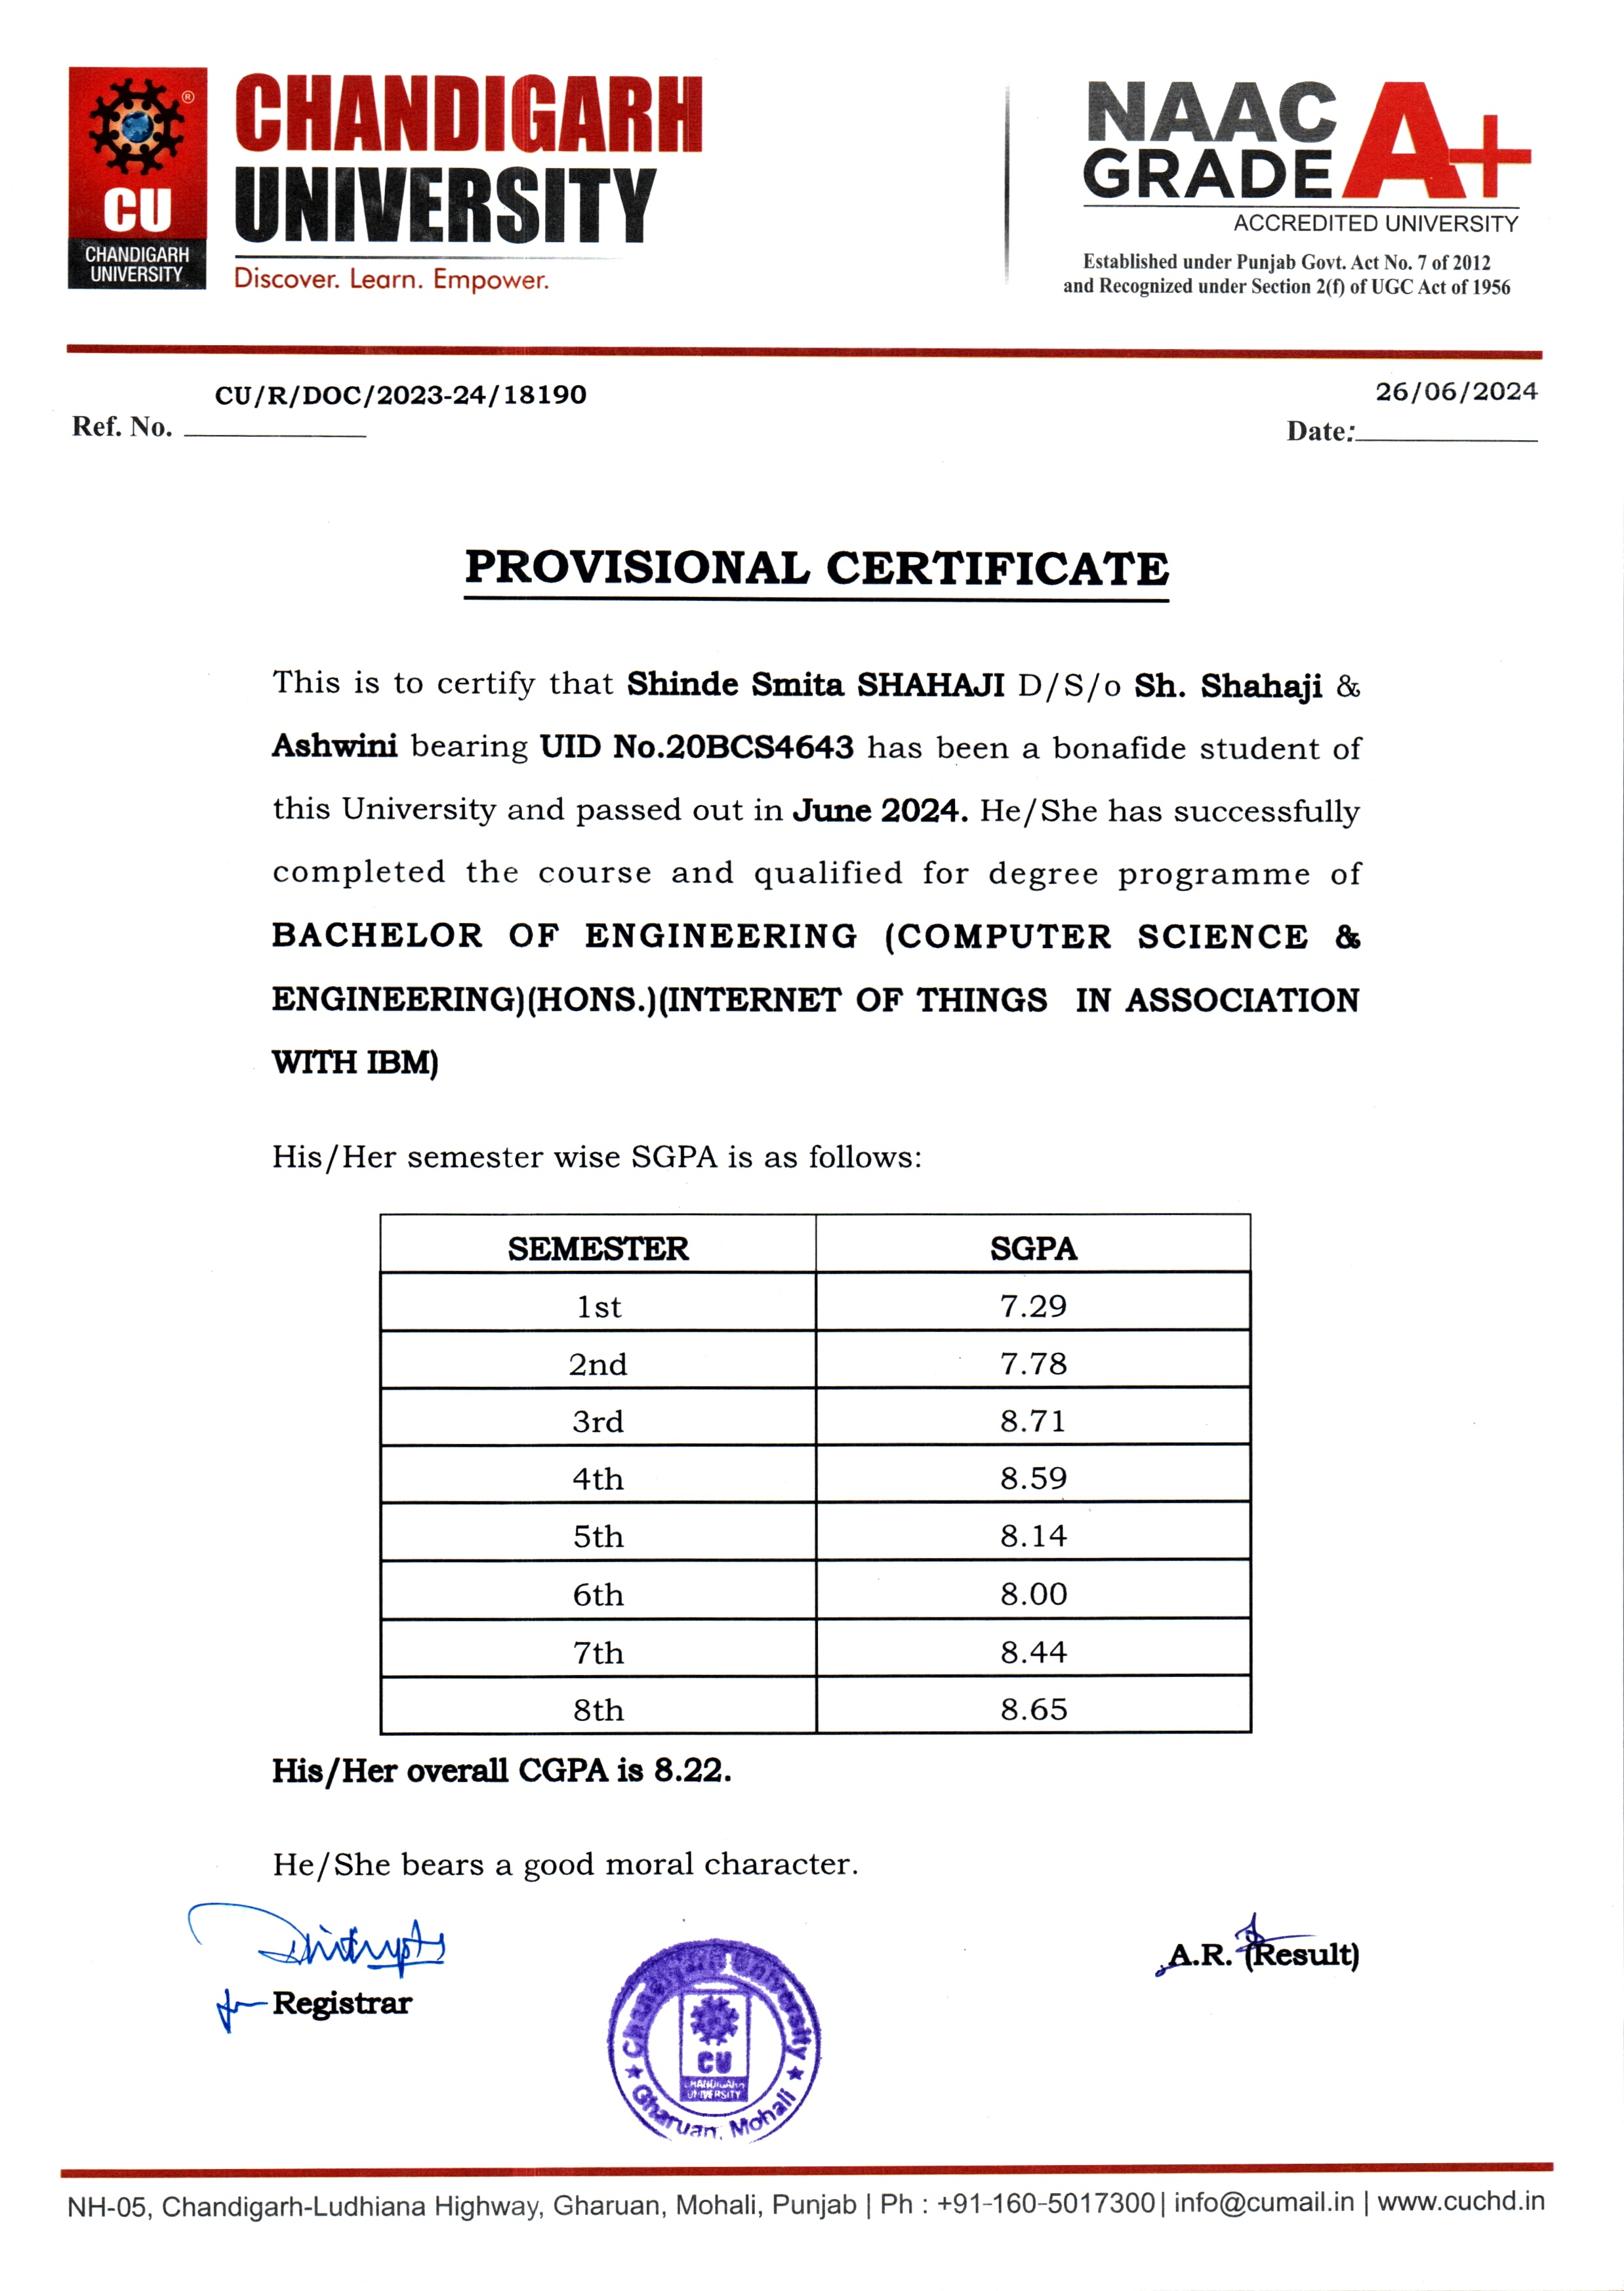 CHANDIGARH
UNIVERSITY
Discover. Learn. Empower.
®
CU
CHANDIGARH
UNIVERSITY
NAAC
GRADE A+
ACCREDITED UNIVERSITY
Established under Punjab Govt. Act No. 7 of 2012
and Recognized under Section 2(f) of UGC Act of 1956
CU/R/DOC/2023-24/18190
Ref. No.
26/06/2024
Date:
PROVISIONAL CERTIFICATE
This is to certify that Shinde Smita SHAHAJI D/S/o Sh. Shahaji &
Ashwini bearing UID No.20BCS4643 has been a bonafide student of
this University and passed out in June 2024. He/She has successfully
completed the course and qualified for degree programme of
BACHELOR OF ENGINEERING (COMPUTER SCIENCE &
ENGINEERING)(HONS.)(INTERNET OF THINGS IN ASSOCIATION
WITH IBM)
His/Her semester wise SGPA is as follows:
SEMESTER SGPA
1st 7.29
2nd 7.78
3rd 8.71
4th 8.59
5th 8.14
6th 8.00
7th 8.44
8th 8.65
His/Her overall CGPA is 8.22.
He/She bears a good moral character.
A.R. (Result)
Registrar
Chandigarh University
CU
CHANDIGARH
UNIVERSITY
Gharuan, Mohali
NH-05, Chandigarh-Ludhiana Highway, Gharuan, Mohali, Punjab | Ph : +91-160-5017300 | info@cumail.in | www.cuchd.in